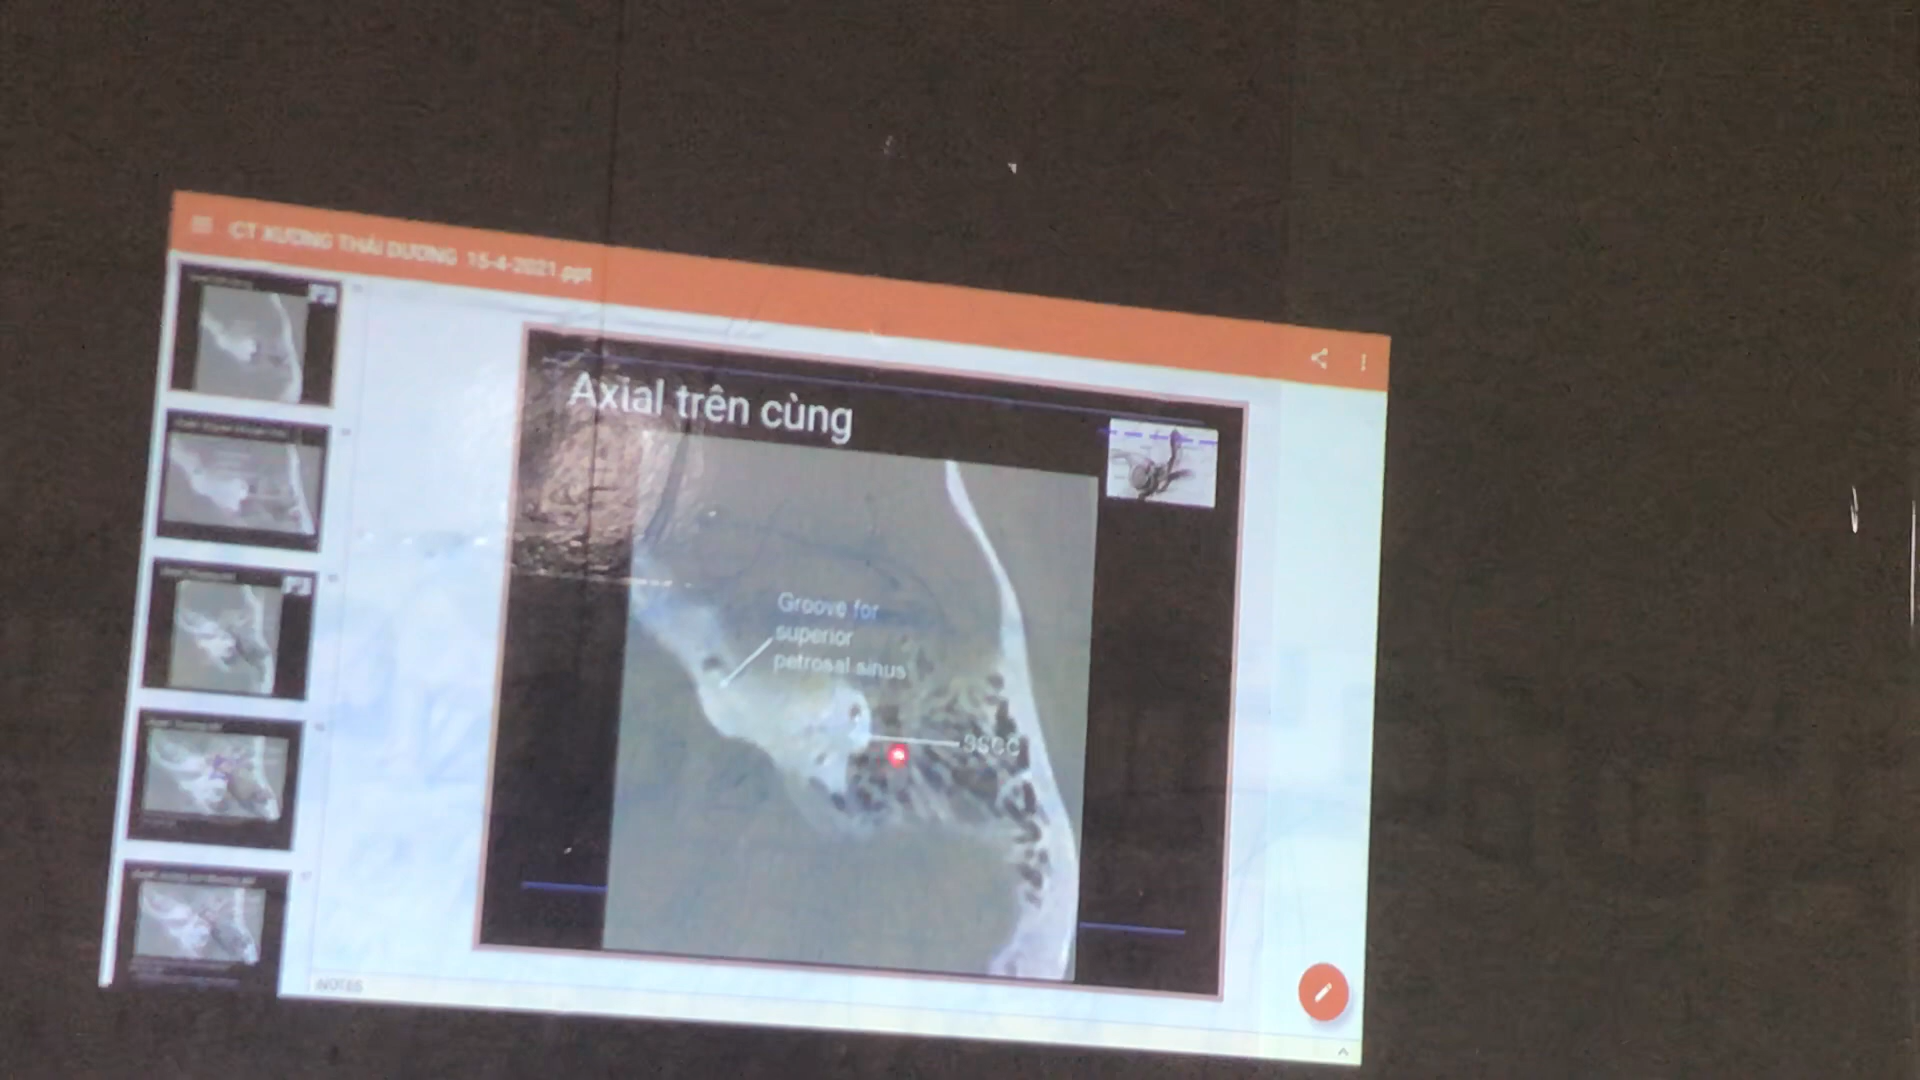 CT XƯƠNG THÁI DƯƠNG 15-4-2021.ppt
Axial trên cùng
Groove for
superior
petrosal sinus
SSCC
NOTES